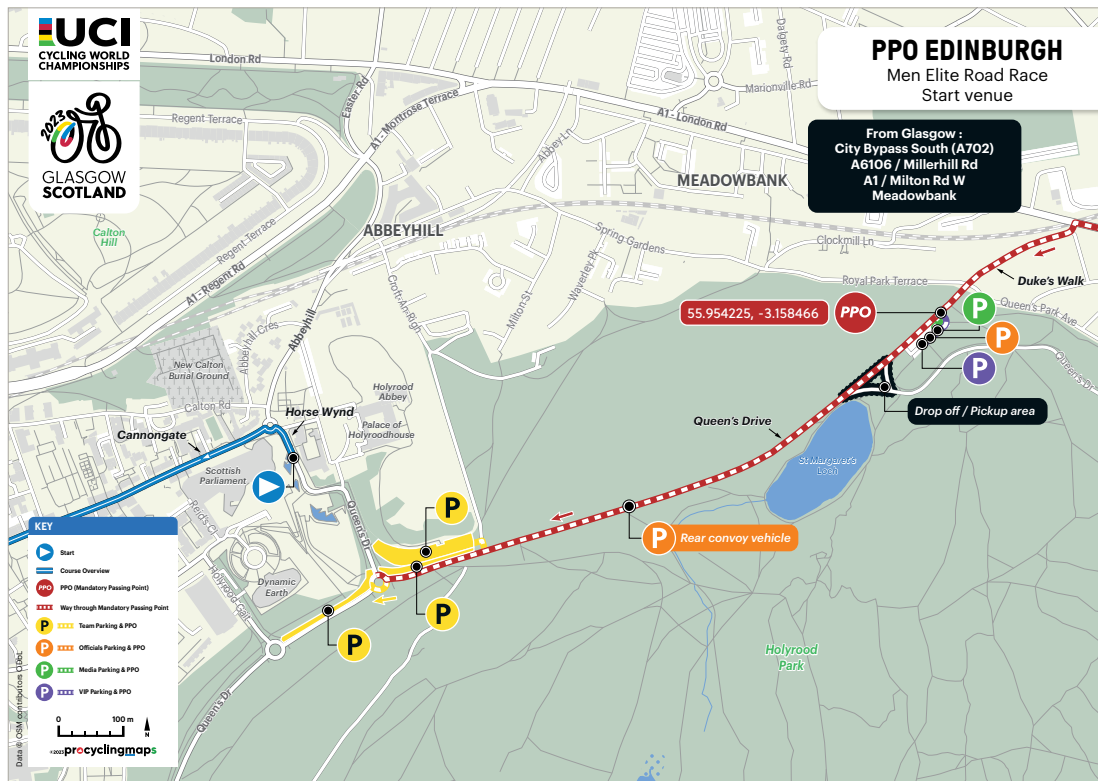 UCI
CYCLING WORLD
CHAMPIONSHIPS
2023
GLASGOW
SCOTLAND
PPO EDINBURGH
Men Elite Road Race
Start venue
From Glasgow :
City Bypass South (A702)
A6106 / Millerhill Rd
A1 / Milton Rd W
Meadowbank
London Rd
Easter Rd
A1 - Montrose Terrace
Dalgety Rd
Marionville Rd
A1 - London Rd
Regent Terrace
Abbey Ln
MEADOWBANK
Calton
Hill
Regent Terrace
A1 - Regent Rd
ABBEYHILL
Spring Gardens
Clockmill Ln
Waverley Pl
Croft-An-Righ
Milton St
Royal Park Terrace
Duke's Walk
Queen's Park Ave
Queen's Dr
55.954225, -3.158466
PPO
P
P
P
Drop off / Pickup area
Abbeyhill
Abbeyhill Cres
New Calton
Burial Ground
Calton Rd
Holyrood
Abbey
Palace of
Holyroodhouse
Horse Wynd
Cannongate
Scottish
Parliament
Queen's Drive
St Margaret's
Loch
Reid's Cl
Queen's Dr
P
P
Rear convoy vehicle
P
P
Holyrood Gait
Dynamic
Earth
Queen's Dr
Holyrood
Park
KEY
Start
Course Overview
PPO
PPO (Mandatory Passing Point)
Way through Mandatory Passing Point
P
Team Parking & PPO
P
Officials Parking & PPO
P
Media Parking & PPO
P
VIP Parking & PPO
0 100 m
N
©2023 procyclingmaps
Data © OSM contributors ODbL